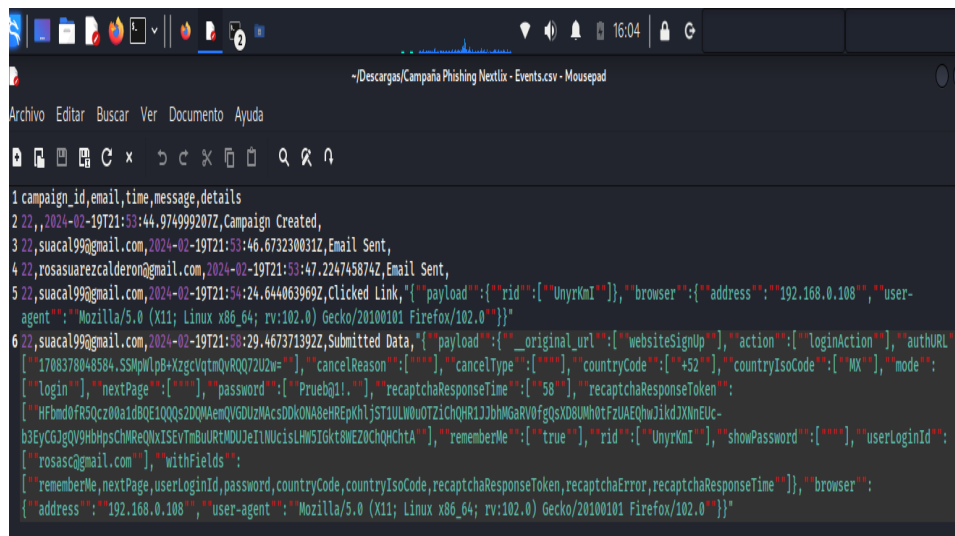 2
16:04
~/Descargas/Campaña Phishing Nextlix - Events.csv - Mousepad
Archivo Editar Buscar Ver Documento Ayuda
1 campaign_id,email,time,message,details
2 22,,2024-02-19T21:53:44.974999207Z,Campaign Created,
3 22,suacal99@gmail.com,2024-02-19T21:53:46.673230031Z,Email Sent,
4 22,rosasuarezcalderon@gmail.com,2024-02-19T21:53:47.224745874Z,Email Sent,
5 22,suacal99@gmail.com,2024-02-19T21:54:24.644063969Z,Clicked Link,"{""payload"":{""rid"":[""UnyrKmI""]},""browser"":{""address"":""192.168.0.108"",""user-
agent"":""Mozilla/5.0 (X11; Linux x86_64; rv:102.0) Gecko/20100101 Firefox/102.0""}}"
6 22,suacal99@gmail.com,2024-02-19T21:58:29.467371392Z,Submitted Data,"{""payload"":{""__original_url"":[""websiteSignUp""],""action"":[""loginAction""],""authURL"
[""1708378048584.SSMpWlpB+XzgcVqtmQvRQQ72U2w=""],""cancelReason"":[""""],""cancelType"":[""""],""countryCode"":[""+52""],""countryIsoCode"":[""MX""],""mode"":
[""login""],""nextPage"":[""""],""password"":[""Prueb@1!.""],""recaptchaResponseTime"":[""58""],""recaptchaResponseToken"":
[""HFbmd0fR5Qcz00a1dBQE1QQQs2DQMAemQVGDUzMAcsDDkONA8eHREpKhljST1ULW0uOTZiChQHR1JJbhMGaRV0fgQsXD8UMh0tFzUAEQhwJikdJXNnEUc-
b3EyCGJgQV9HbHpsChMReQNxISEvTmBuURtMDUJeIlNUcisLHW5IGkt8WEZ0ChQHChtA""],""rememberMe"":[""true""],""rid"":[""UnyrKmI""],""showPassword"":[""""],""userLoginId"":
[""rosasc@gmail.com""],""withFields"":
[""rememberMe,nextPage,userLoginId,password,countryCode,countryIsoCode,recaptchaResponseToken,recaptchaError,recaptchaResponseTime""]},""browser"":
{""address"":""192.168.0.108"",""user-agent"":""Mozilla/5.0 (X11; Linux x86_64; rv:102.0) Gecko/20100101 Firefox/102.0""}}"